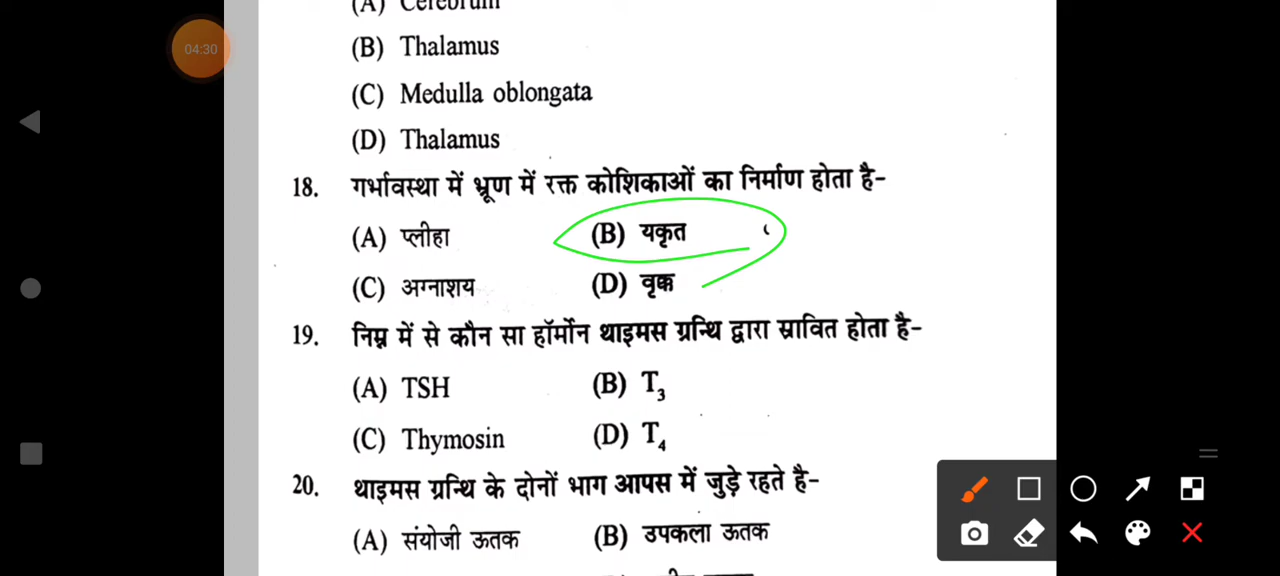 04:30
(A) Cerebrum
(B) Thalamus
(C) Medulla oblongata
(D) Thalamus
18. गर्भावस्था में भ्रूण में रक्त कोशिकाओं का निर्माण होता है-
(A) प्लीहा (B) यकृत
(C) अग्नाशय (D) वृक्क
19. निम्न में से कौन सा हॉर्मोन थाइमस ग्रन्थि द्वारा स्रावित होता है-
(A) TSH (B) T₃
(C) Thymosin (D) T₄
20. थाइमस ग्रन्थि के दोनों भाग आपस में जुड़े रहते है-
(A) संयोजी ऊतक (B) उपकला ऊतक